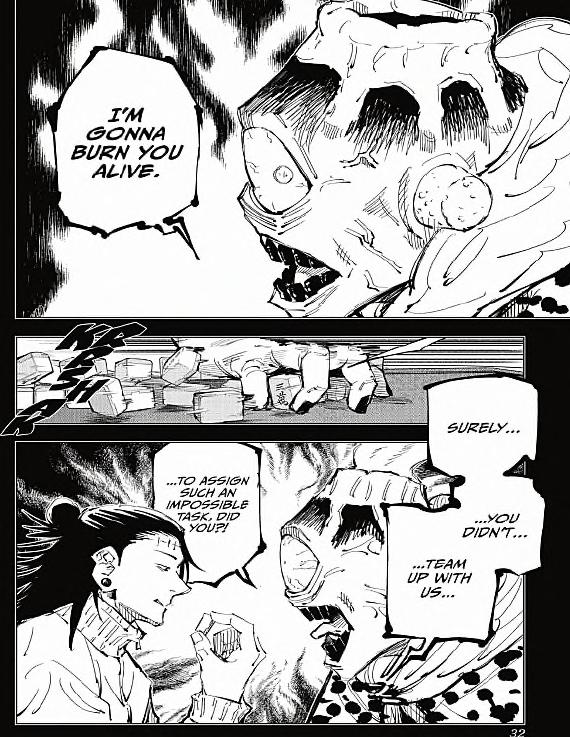 I'M
GONNA
BURN YOU
ALIVE.
SURELY...
...YOU
DIDN'T...
...TEAM
UP WITH
US...
...TO ASSIGN
SUCH AN
IMPOSSIBLE
TASK, DID
YOU?!
32